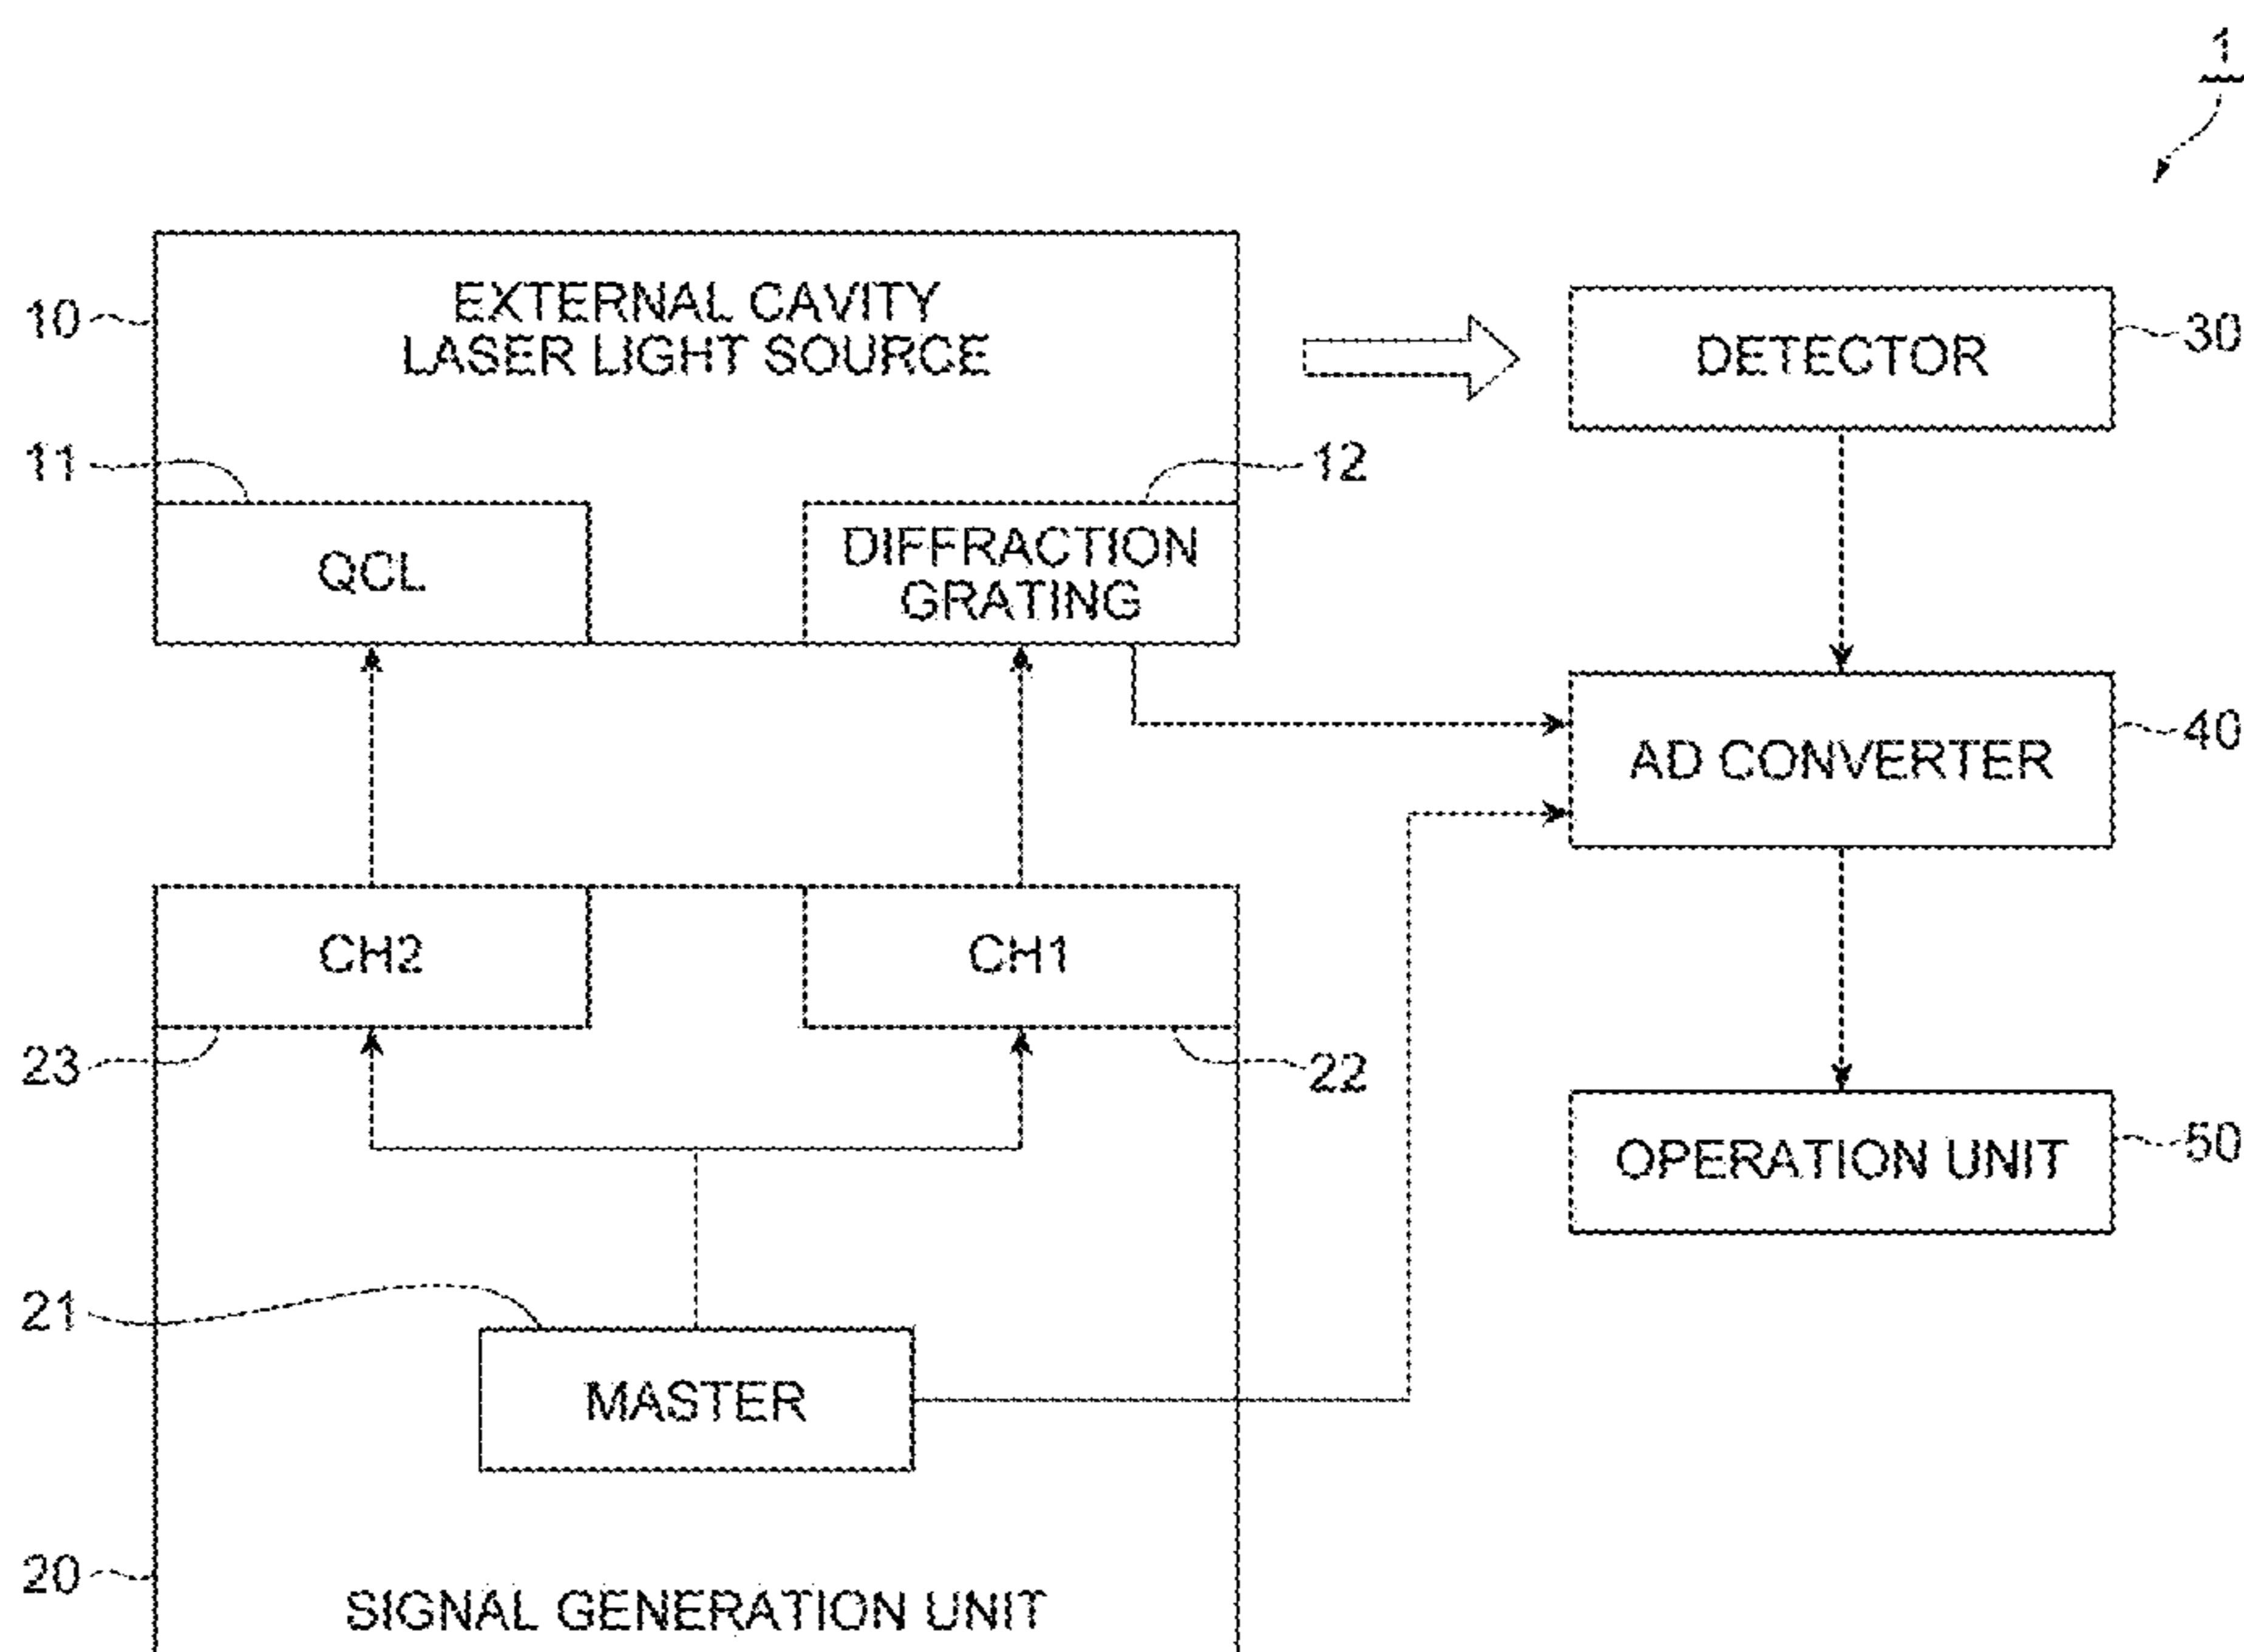 1
10
EXTERNAL CAVITY
LASER LIGHT SOURCE
DETECTOR
30
11
12
QCL
DIFFRACTION
GRATING
AD CONVERTER
40
CH2
CH1
23
22
OPERATION UNIT
50
21
MASTER
20
SIGNAL GENERATION UNIT